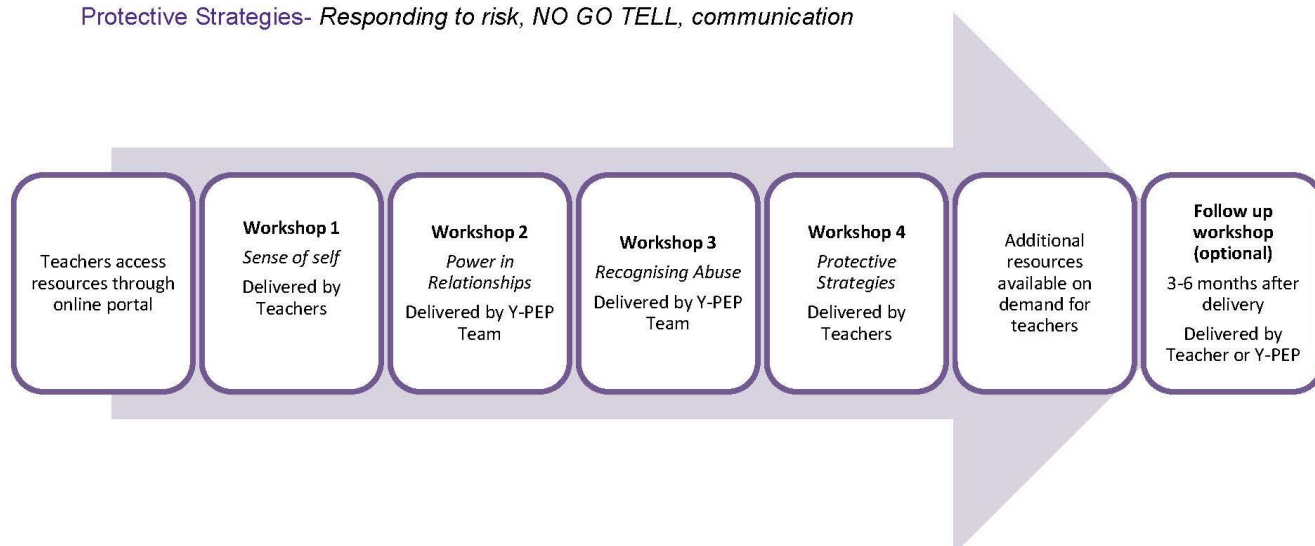 Protective Strategies- Responding to risk, NO GO TELL, communication
Teachers access
resources through
online portal
Workshop 1
Sense of self
Delivered by
Teachers
Workshop 2
Power in
Relationships
Delivered by Y-PEP
Team
Workshop 3
Recognising Abuse
Delivered by Y-PEP
Team
Workshop 4
Protective
Strategies
Delivered by
Teachers
Additional
resources
available on
demand for
teachers
Follow up
workshop
(optional)
3-6 months after
delivery
Delivered by
Teacher or Y-PEP